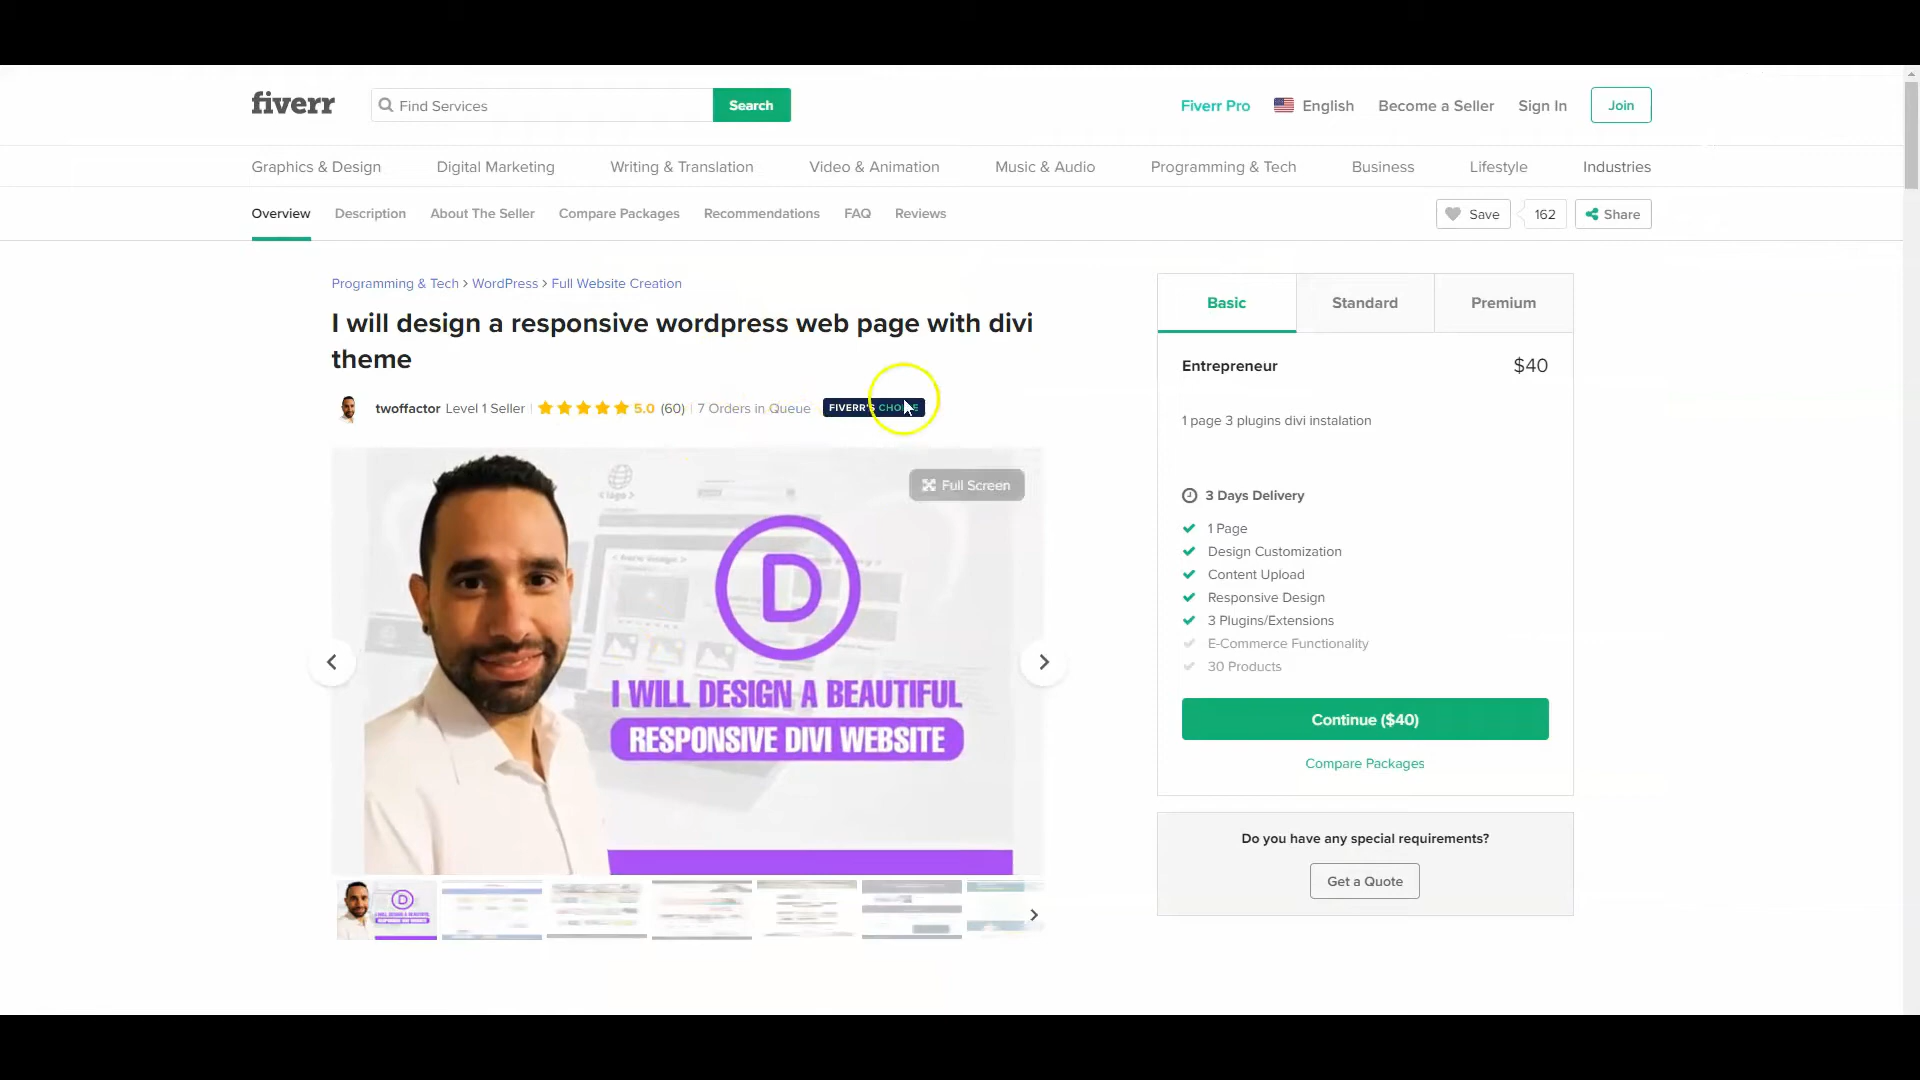 fiverr
Find Services
Search
Fiverr Pro
English
Become a Seller
Sign In
Join
Graphics & Design
Digital Marketing
Writing & Translation
Video & Animation
Music & Audio
Programming & Tech
Business
Lifestyle
Industries
Overview
Description
About The Seller
Compare Packages
Recommendations
FAQ
Reviews
Save
162
Share
Programming & Tech > WordPress > Full Website Creation
I will design a responsive wordpress web page with divi
theme
twoffactor Level 1 Seller 5.0 (60) 7 Orders in Queue FIVERR'S CHOICE
Full Screen
< logo >
D
I WILL DESIGN A BEAUTIFUL
RESPONSIVE DIVI WEBSITE
Basic
Standard
Premium
Entrepreneur
$40
1 page 3 plugins divi instalation
3 Days Delivery
1 Page
Design Customization
Content Upload
Responsive Design
3 Plugins/Extensions
E-Commerce Functionality
30 Products
Continue ($40)
Compare Packages
Do you have any special requirements?
Get a Quote